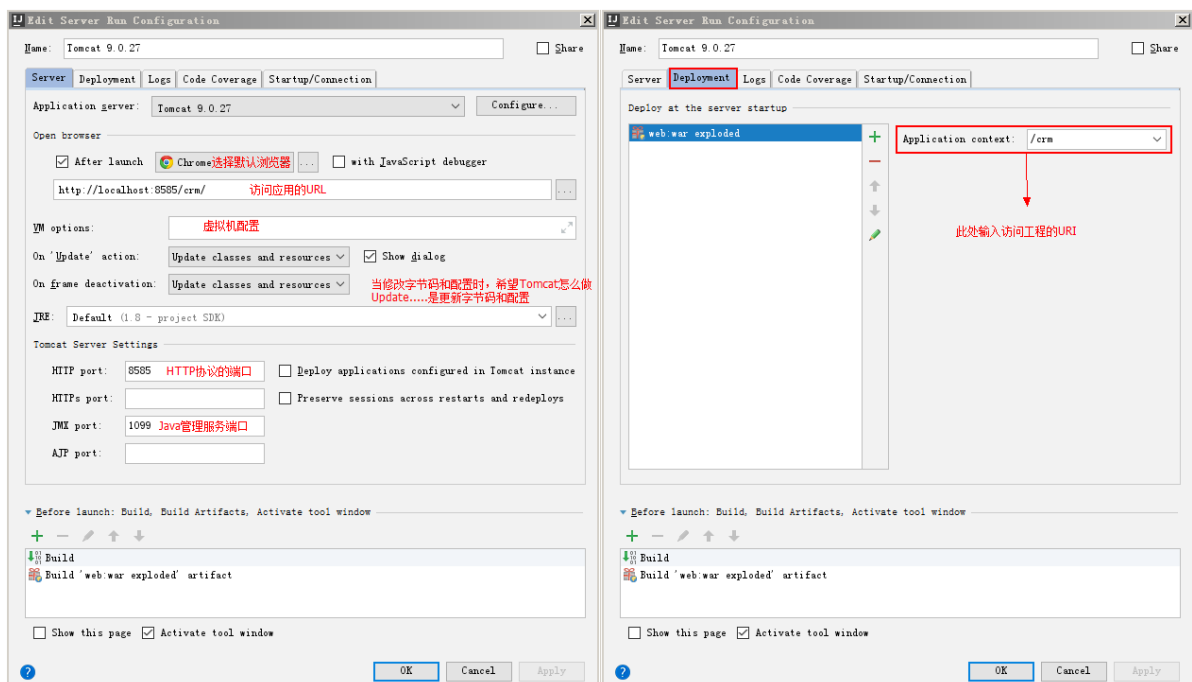 Edit Server Run Configuration
Name: Tomcat 9.0.27
Share
Server Deployment Logs Code Coverage Startup/Connection
Application server: Tomcat 9.0.27 Configure...
Open browser
After launch Chrome选择默认浏览器 ... with JavaScript debugger
http://localhost:8585/crm/ 访问应用的URL ...
VM options: 虚拟机配置
On 'Update' action: Update classes and resources Show dialog
On frame deactivation: Update classes and resources
当修改字节码和配置时，希望Tomcat怎么做
Update.....是更新字节码和配置
JRE: Default (1.8 - project SDK) ...
Tomcat Server Settings
HTTP port: 8585 HTTP协议的端口 Deploy applications configured in Tomcat instance
HTTPs port: Preserve sessions across restarts and redeploys
JMX port: 1099 Java管理服务端口
AJP port:
Before launch: Build, Build Artifacts, Activate tool window
Build
Build 'web:war exploded' artifact
Show this page Activate tool window
? OK Cancel Apply
Edit Server Run Configuration
Name: Tomcat 9.0.27
Share
Server Deployment Logs Code Coverage Startup/Connection
Deploy at the server startup
web:war exploded
Application context: /crm
此处输入访问工程的URI
Before launch: Build, Build Artifacts, Activate tool window
Build
Build 'web:war exploded' artifact
Show this page Activate tool window
? OK Cancel Apply